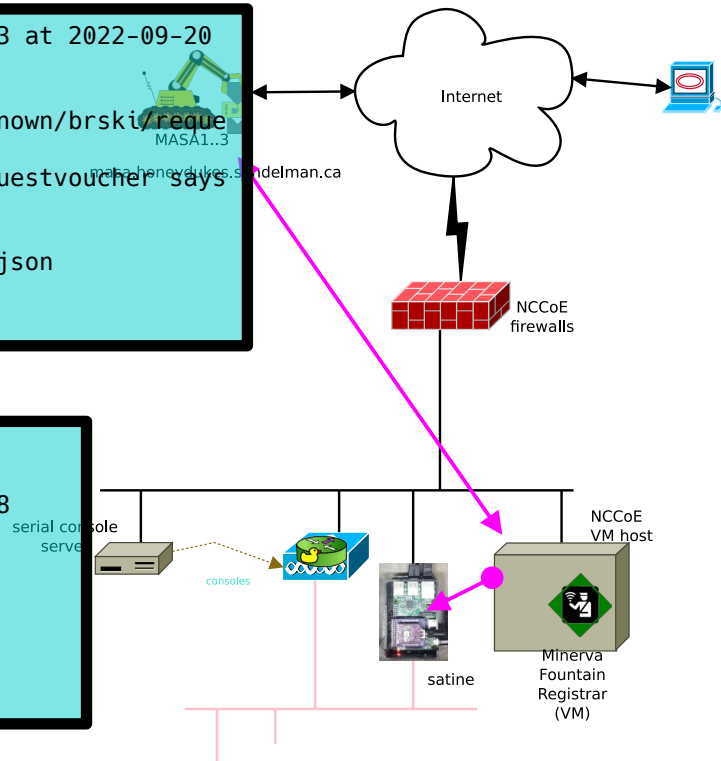 3 at 2022-09-20
nown/brski/reque
MASA1..3
masa.honeydukes.sandelman.ca
uestvoucher says
json
Internet
NCCoE
firewalls
8
serial console
server
consoles
NCCoE
VM host
satine
Minerva
Fountain
Registrar
(VM)